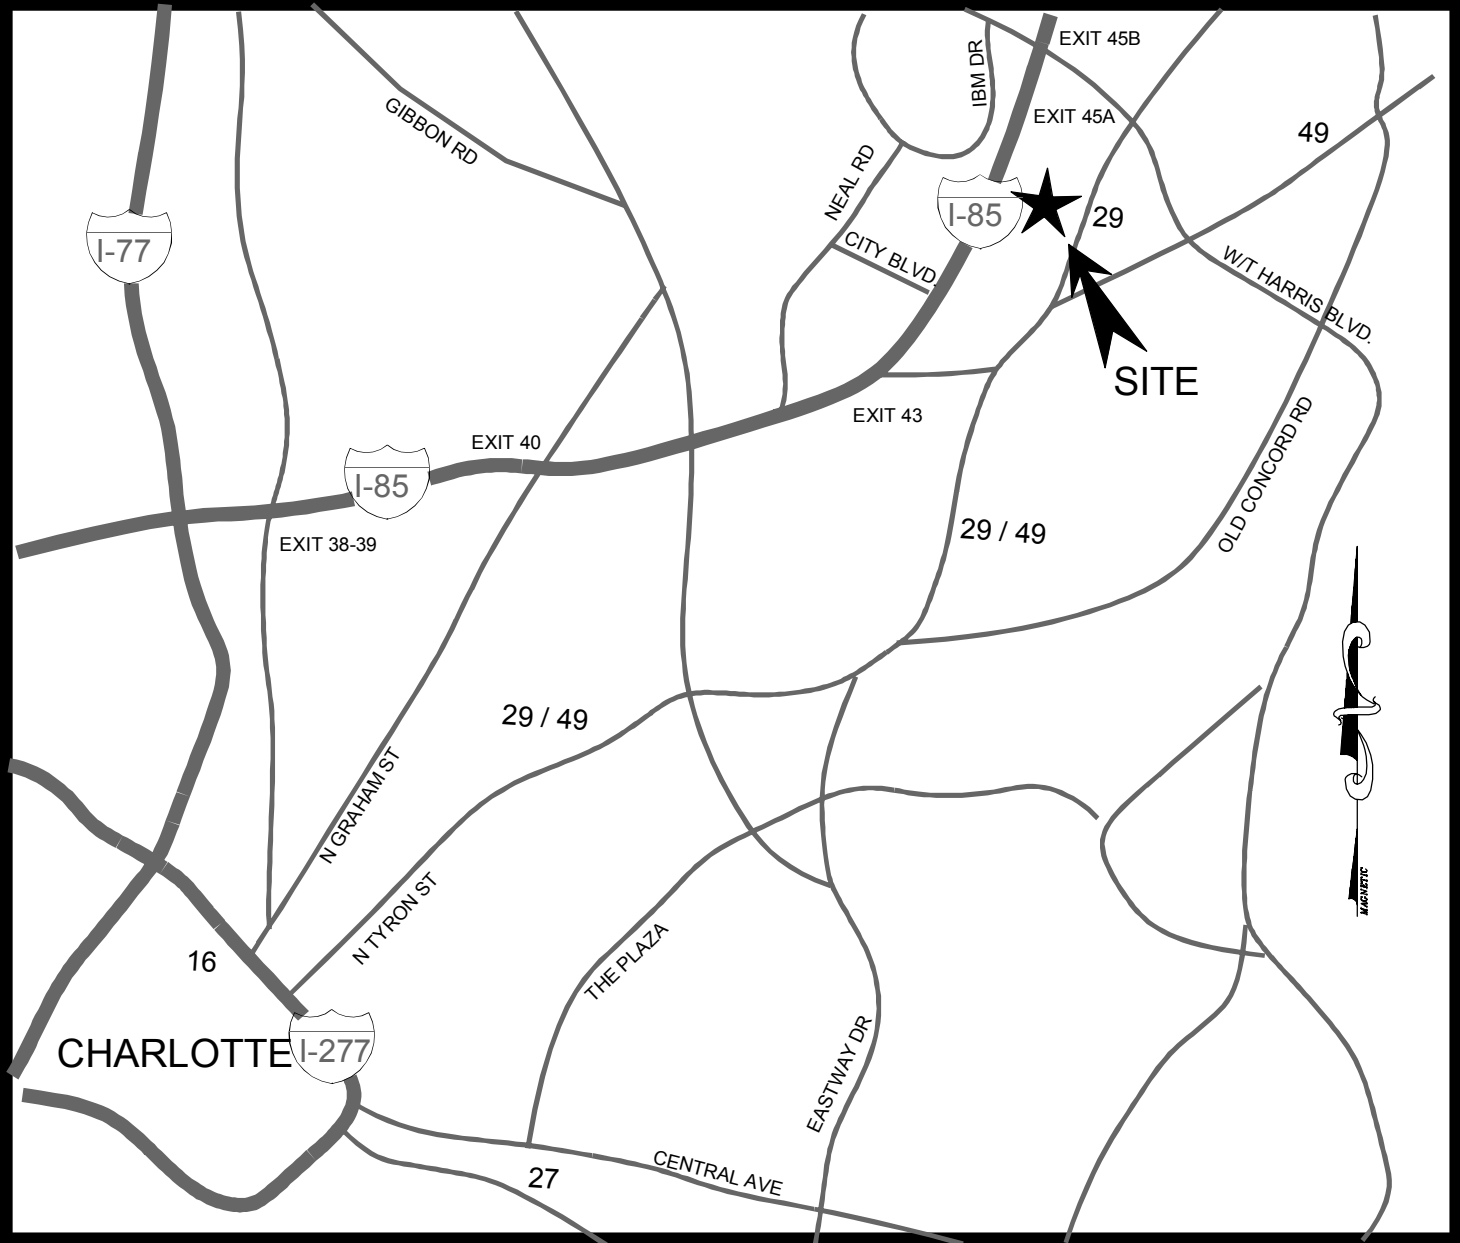 EXIT 45B
IBM DR
GIBBON RD
EXIT 45A
49
NEAL RD
I-85
29
I-77
CITY BLVD.
W/T HARRIS BLVD.
SITE
EXIT 43
EXIT 40
I-85
OLD CONCORD RD
29 / 49
EXIT 38-39
29 / 49
N GRAHAM ST
MAGNETIC
N TYRON ST
16
THE PLAZA
CHARLOTTE
I-277
EASTWAY DR
27
CENTRAL AVE